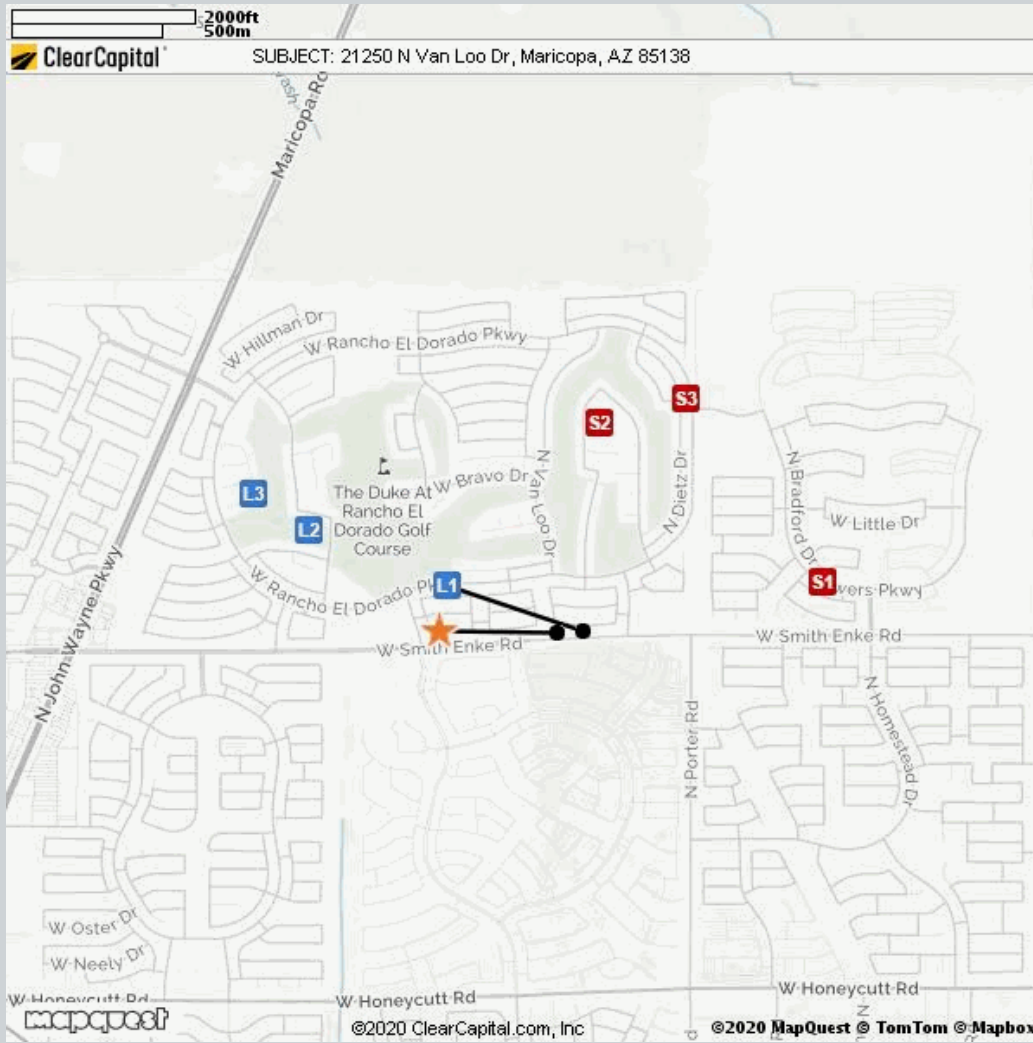 2000ft
500m
ClearCapital
SUBJECT: 21250 N Van Loo Dr, Maricopa, AZ 85138
Maricopa Ro
W Hillman Dr
W Rancho El Dorado Pkwy
S3
S2
N Van Loo Dr
W Bravo Dr
N Dietz Dr
N Bradford Dr
L3
The Duke At
Rancho El
Dorado Golf
Course
L2
W Little Dr
W Rancho El Dorado Pk
L1
S1
wers Pkwy
W Smith Enke Rd
W Smith Enke Rd
N John Wayne Pkwy
N Homestead Dr
N Porter Rd
W Oster Dr
W Neely Dr
W Honeycutt Rd
W Honeycutt Rd
W Honeycutt Rd
mapquest
©2020 ClearCapital.com, Inc
©2020 MapQuest © TomTom © Mapbox